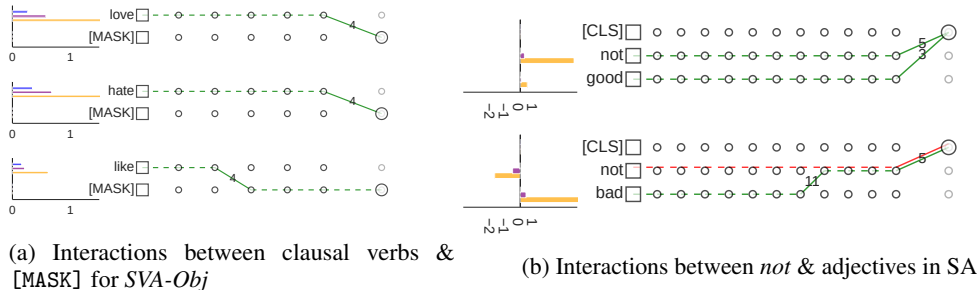 love
4
[MASK]
0 1
hate
4
[MASK]
0 1
like
4
[MASK]
0 1
(a) Interactions between clausal verbs &
[MASK] for SVA-Obj
[CLS]
5
not
3
good
−2 −1 0 1
[CLS]
5
not
11
bad
−2 −1 0 1
(b) Interactions between not & adjectives in SA